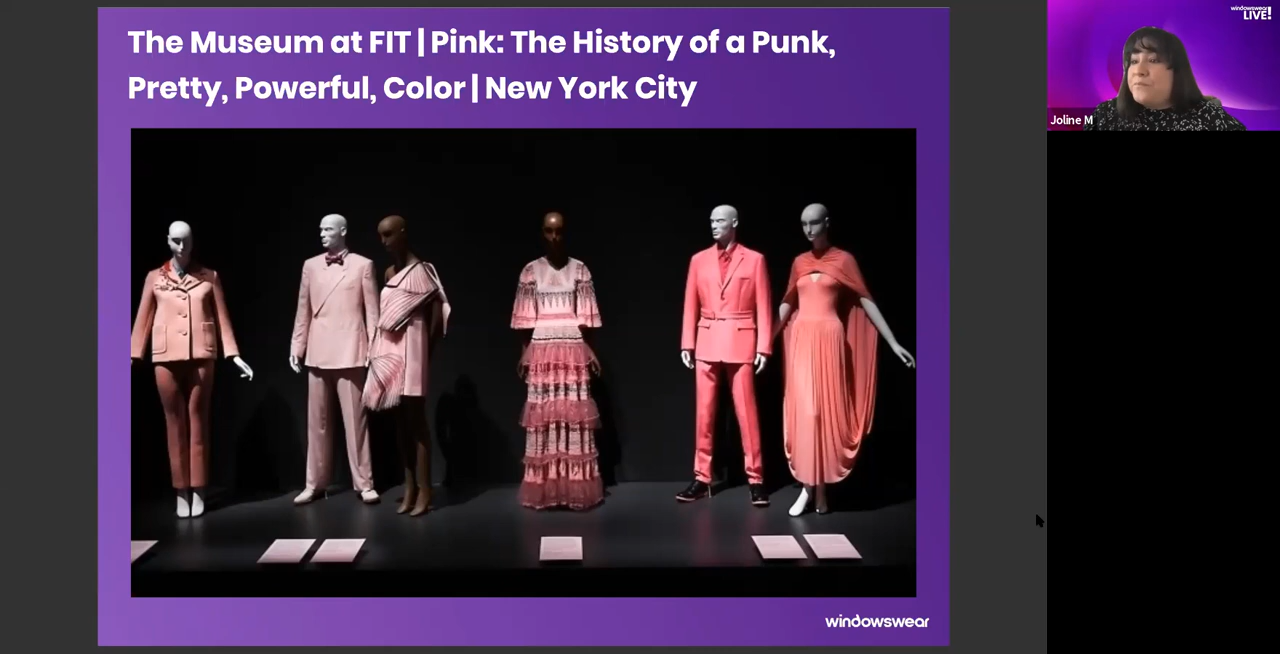 The Museum at FIT | Pink: The History of a Punk,
Pretty, Powerful, Color | New York City
windowswear
windowswear
LIVE!
Joline M